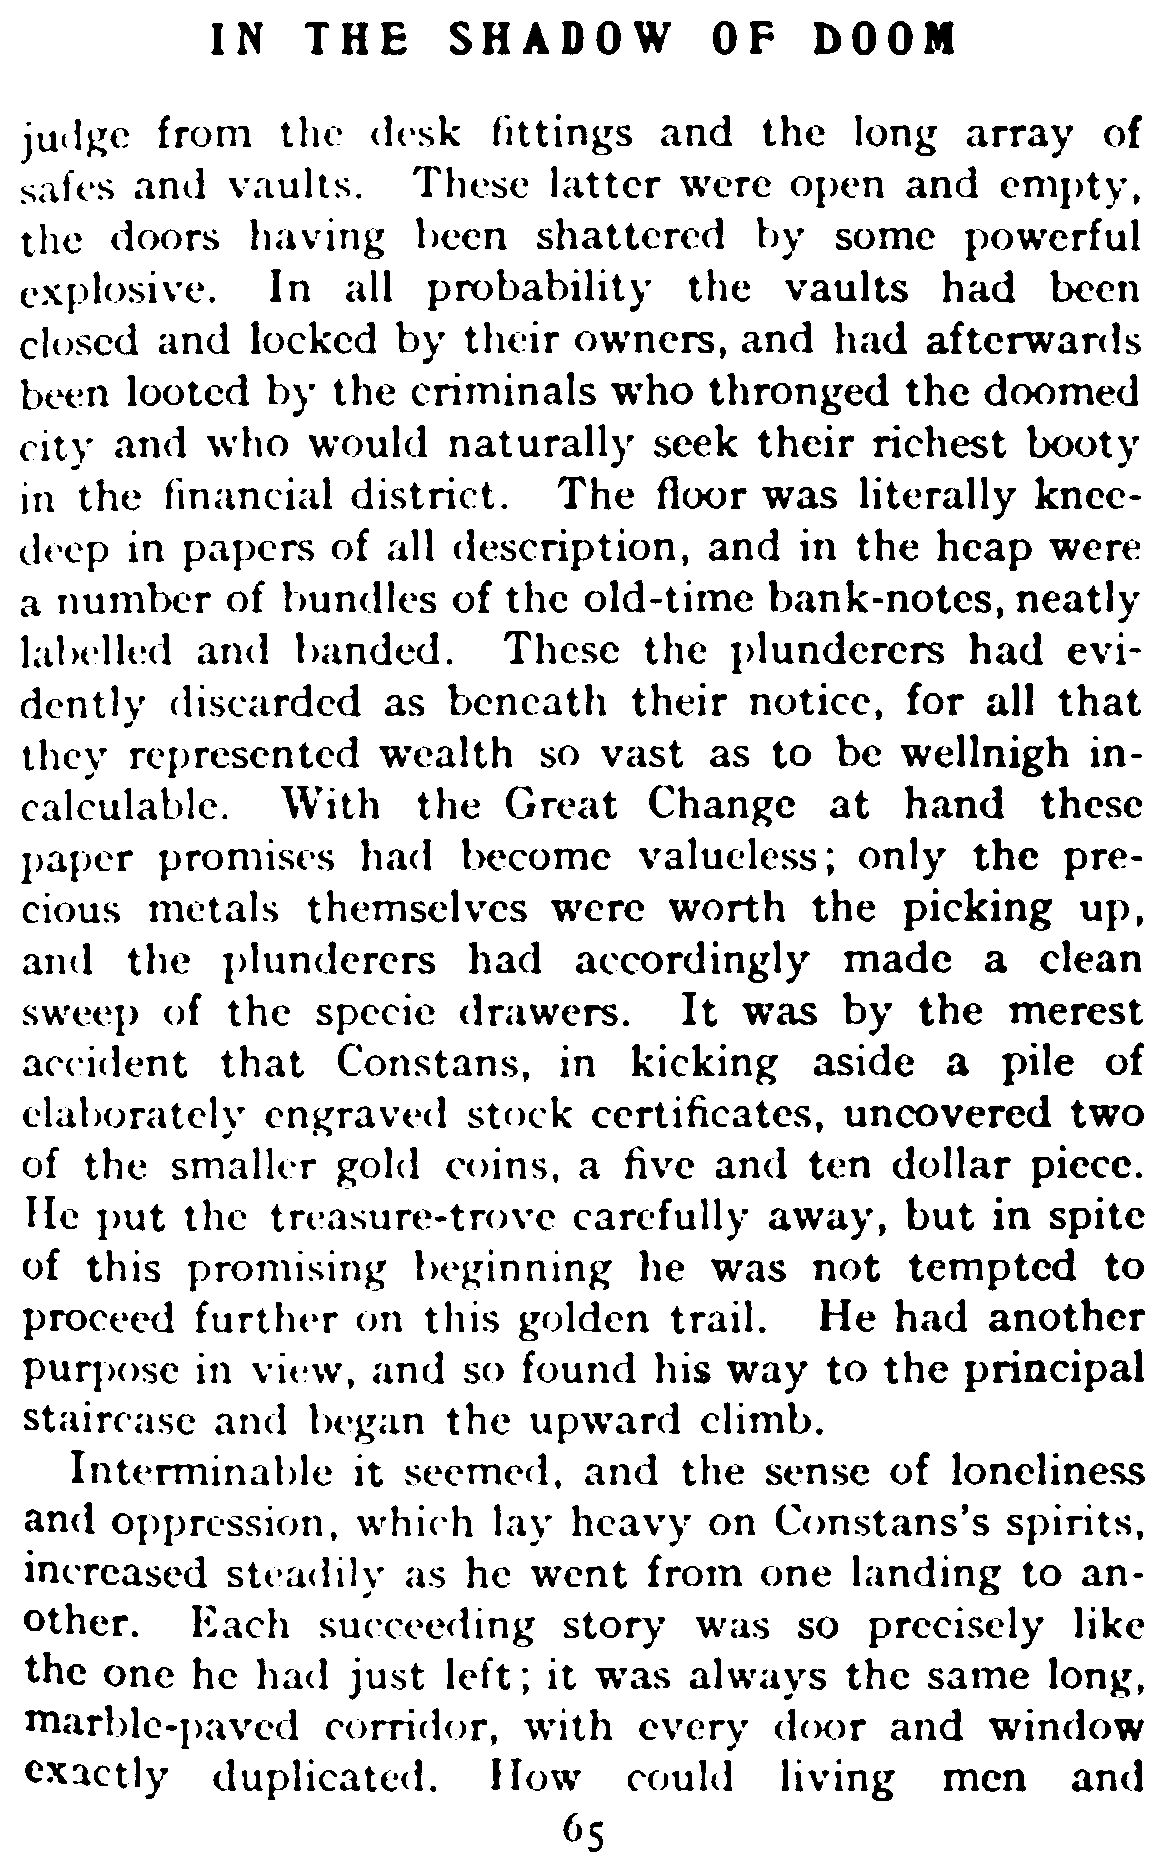 IN THE SHADOW OF DOOM
judge from the desk fittings and the long array of
safes and vaults. These latter were open and empty,
the doors having been shattered by some powerful
explosive. In all probability the vaults had been
closed and locked by their owners, and had afterwards
been looted by the criminals who thronged the doomed
city and who would naturally seek their richest booty
in the financial district. The floor was literally knee-
deep in papers of all description, and in the heap were
a number of bundles of the old-time bank-notes, neatly
labelled and banded. These the plunderers had evi-
dently discarded as beneath their notice, for all that
they represented wealth so vast as to be wellnigh in-
calculable. With the Great Change at hand these
paper promises had become valueless; only the pre-
cious metals themselves were worth the picking up,
and the plunderers had accordingly made a clean
sweep of the specie drawers. It was by the merest
accident that Constans, in kicking aside a pile of
elaborately engraved stock certificates, uncovered two
of the smaller gold coins, a five and ten dollar piece.
He put the treasure-trove carefully away, but in spite
of this promising beginning he was not tempted to
proceed further on this golden trail. He had another
purpose in view, and so found his way to the principal
staircase and began the upward climb.
Interminable it seemed, and the sense of loneliness
and oppression, which lay heavy on Constans's spirits,
increased steadily as he went from one landing to an-
other. Each succeeding story was so precisely like
the one he had just left; it was always the same long,
marble-paved corridor, with every door and window
exactly duplicated. How could living men and
65